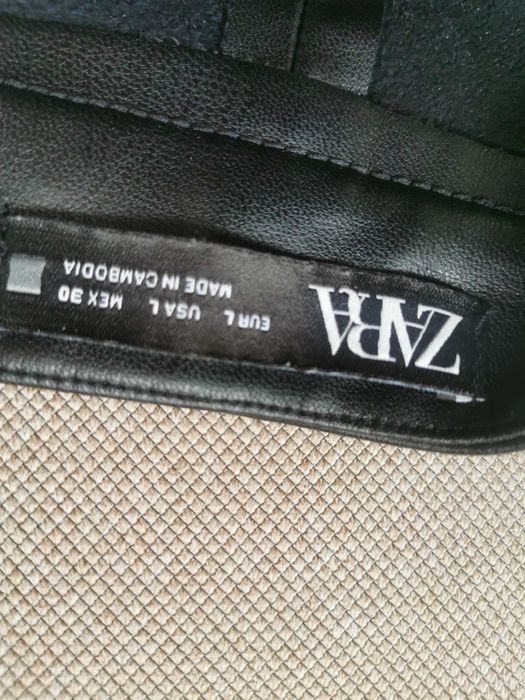 ZARA
EUR L USA L MEX 30
MADE IN CAMBODIA